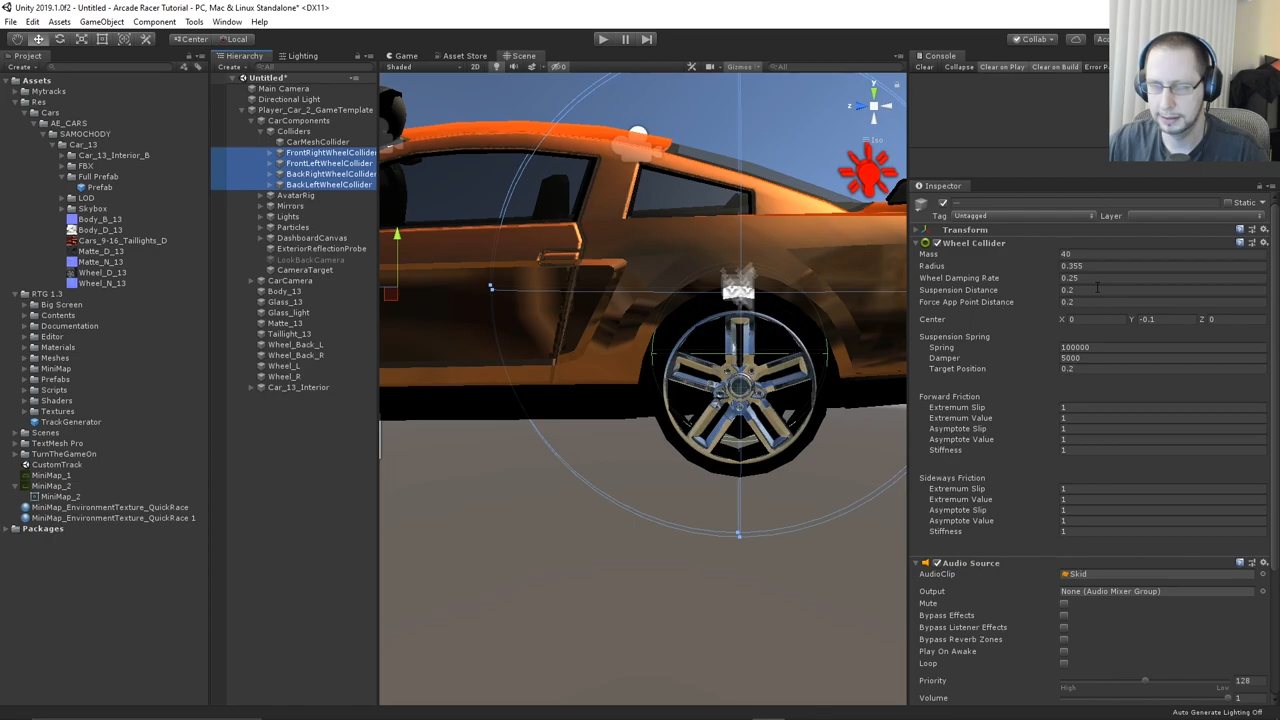 Unity 2019.1.0f2 - Untitled - Arcade Racer Tutorial - PC, Mac & Linux Standalone* <DX11>
File Edit Assets GameObject Component Tools Window Help
Center Local Collab
Project Hierarchy Lighting Game Asset Store Scene Console
Create Create All Shaded 2D 0 Gizmos All Clear Collapse Clear on Play Clear on Build
Assets
Mytracks
Res
Cars
AE_CARS
SAMOCHODY
Car_13
Car_13_Interior_B
FBX
Full Prefab
Prefab
LOD
Skybox
Body_B_13
Body_D_13
Cars_9-16_Taillights_D
Matte_D_13
Matte_N_13
Wheel_D_13
Wheel_N_13
RTG 1.3
Big Screen
Contents
Documentation
Editor
Materials
Meshes
MiniMap
Prefabs
Scripts
Shaders
Textures
TrackGenerator
Scenes
TextMesh Pro
TurnTheGameOn
CustomTrack
MiniMap_1
MiniMap_2
MiniMap_2
MiniMap_EnvironmentTexture_QuickRace
MiniMap_EnvironmentTexture_QuickRace 1
Packages
Untitled*
Main Camera
Directional Light
Player_Car_2_GameTemplate
CarComponents
Colliders
CarMeshCollider
FrontRightWheelCollider
FrontLeftWheelCollider
BackRightWheelCollider
BackLeftWheelCollider
AvatarRig
Mirrors
Lights
Particles
DashboardCanvas
ExteriorReflectionProbe
LookBackCamera
CameraTarget
CarCamera
Body_13
Glass_13
Glass_light
Matte_13
Taillight_13
Wheel_Back_L
Wheel_Back_R
Wheel_L
Wheel_R
Car_13_Interior
y
z
Iso
Inspector
— Static
Tag Untagged Layer
Transform
Wheel Collider
Mass 40
Radius 0.355
Wheel Damping Rate 0.25
Suspension Distance 0.2
Force App Point Distance 0.2
Center X 0 Y -0.1 Z 0
Suspension Spring
Spring 100000
Damper 5000
Target Position 0.2
Forward Friction
Extremum Slip 1
Extremum Value 1
Asymptote Slip 1
Asymptote Value 1
Stiffness 1
Sideways Friction
Extremum Slip 1
Extremum Value 1
Asymptote Slip 1
Asymptote Value 1
Stiffness 1
Audio Source
AudioClip Skid
Output None (Audio Mixer Group)
Mute
Bypass Effects
Bypass Listener Effects
Bypass Reverb Zones
Play On Awake
Loop
Priority 128
High Low
Volume 1
Auto Generate Lighting Off